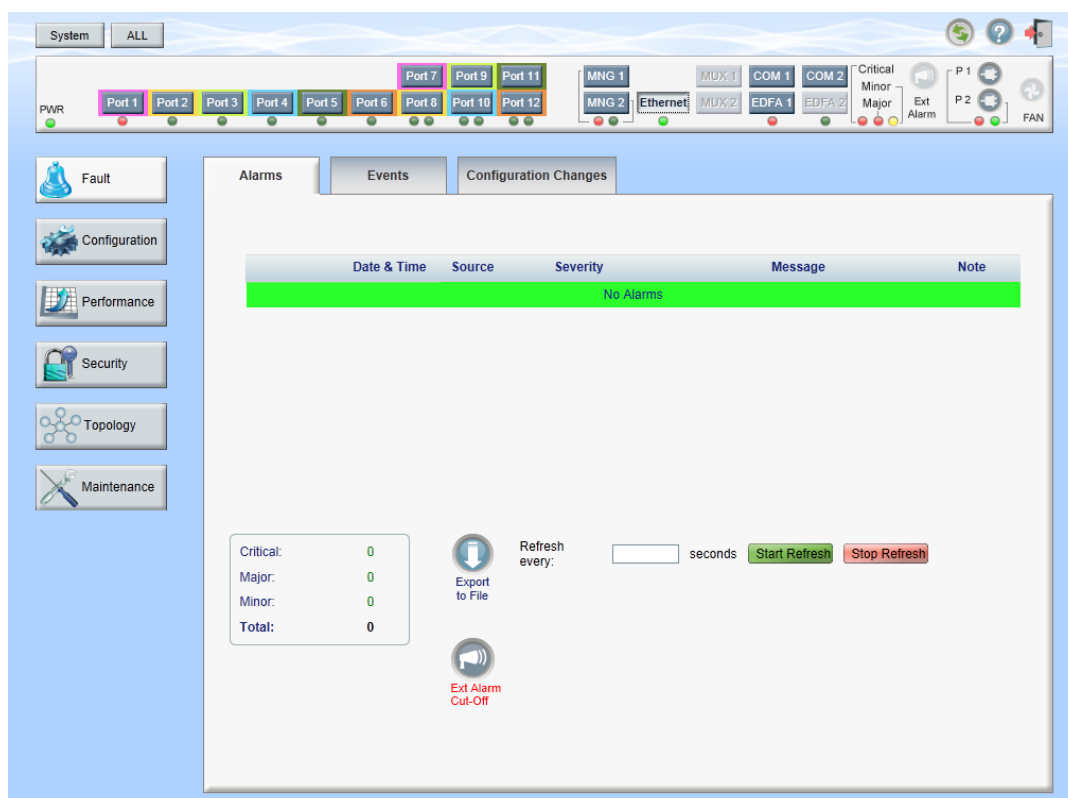 System ALL
Port 7 Port 9 Port 11 MNG 1 MUX 1 COM 1 COM 2 Critical P 1
Minor
PWR Port 1 Port 2 Port 3 Port 4 Port 5 Port 6 Port 8 Port 10 Port 12 MNG 2 Ethernet MUX 2 EDFA 1 EDFA 2 Major Ext P 2
Alarm FAN
Fault Alarms Events Configuration Changes
Configuration
Date & Time Source Severity Message Note
No Alarms
Performance
Security
Topology
Maintenance
Critical: 0
Major: 0
Minor: 0
Total: 0
Export
to File
Refresh
every:
seconds Start Refresh Stop Refresh
Ext Alarm
Cut-Off